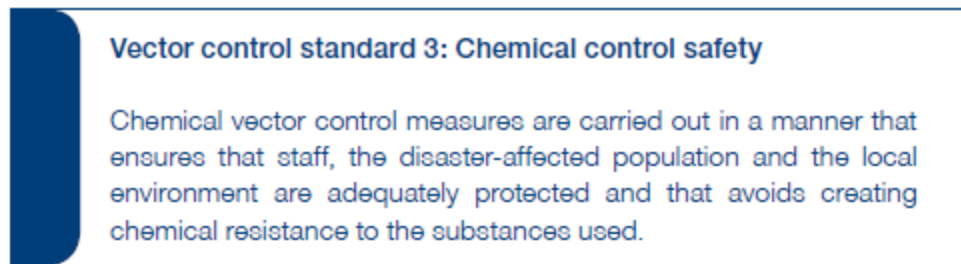 Vector control standard 3: Chemical control safety
Chemical vector control measures are carried out in a manner that
ensures that staff, the disaster-affected population and the local
environment are adequately protected and that avoids creating
chemical resistance to the substances used.